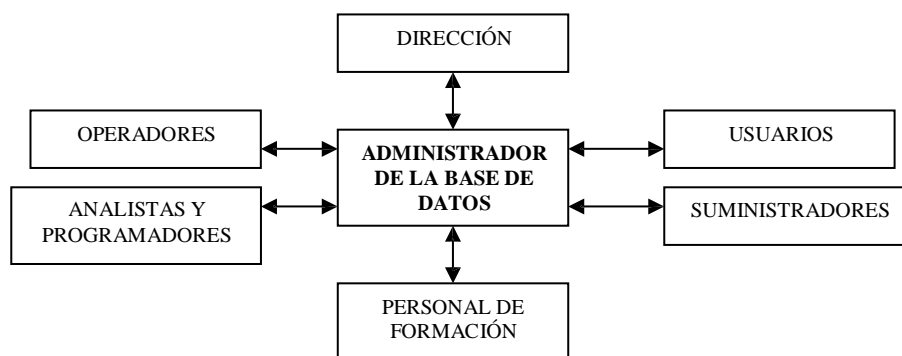 DIRECCIÓN
OPERADORES
ADMINISTRADOR
DE LA BASE DE
DATOS
USUARIOS
ANALISTAS Y
PROGRAMADORES
SUMINISTRADORES
PERSONAL DE
FORMACIÓN